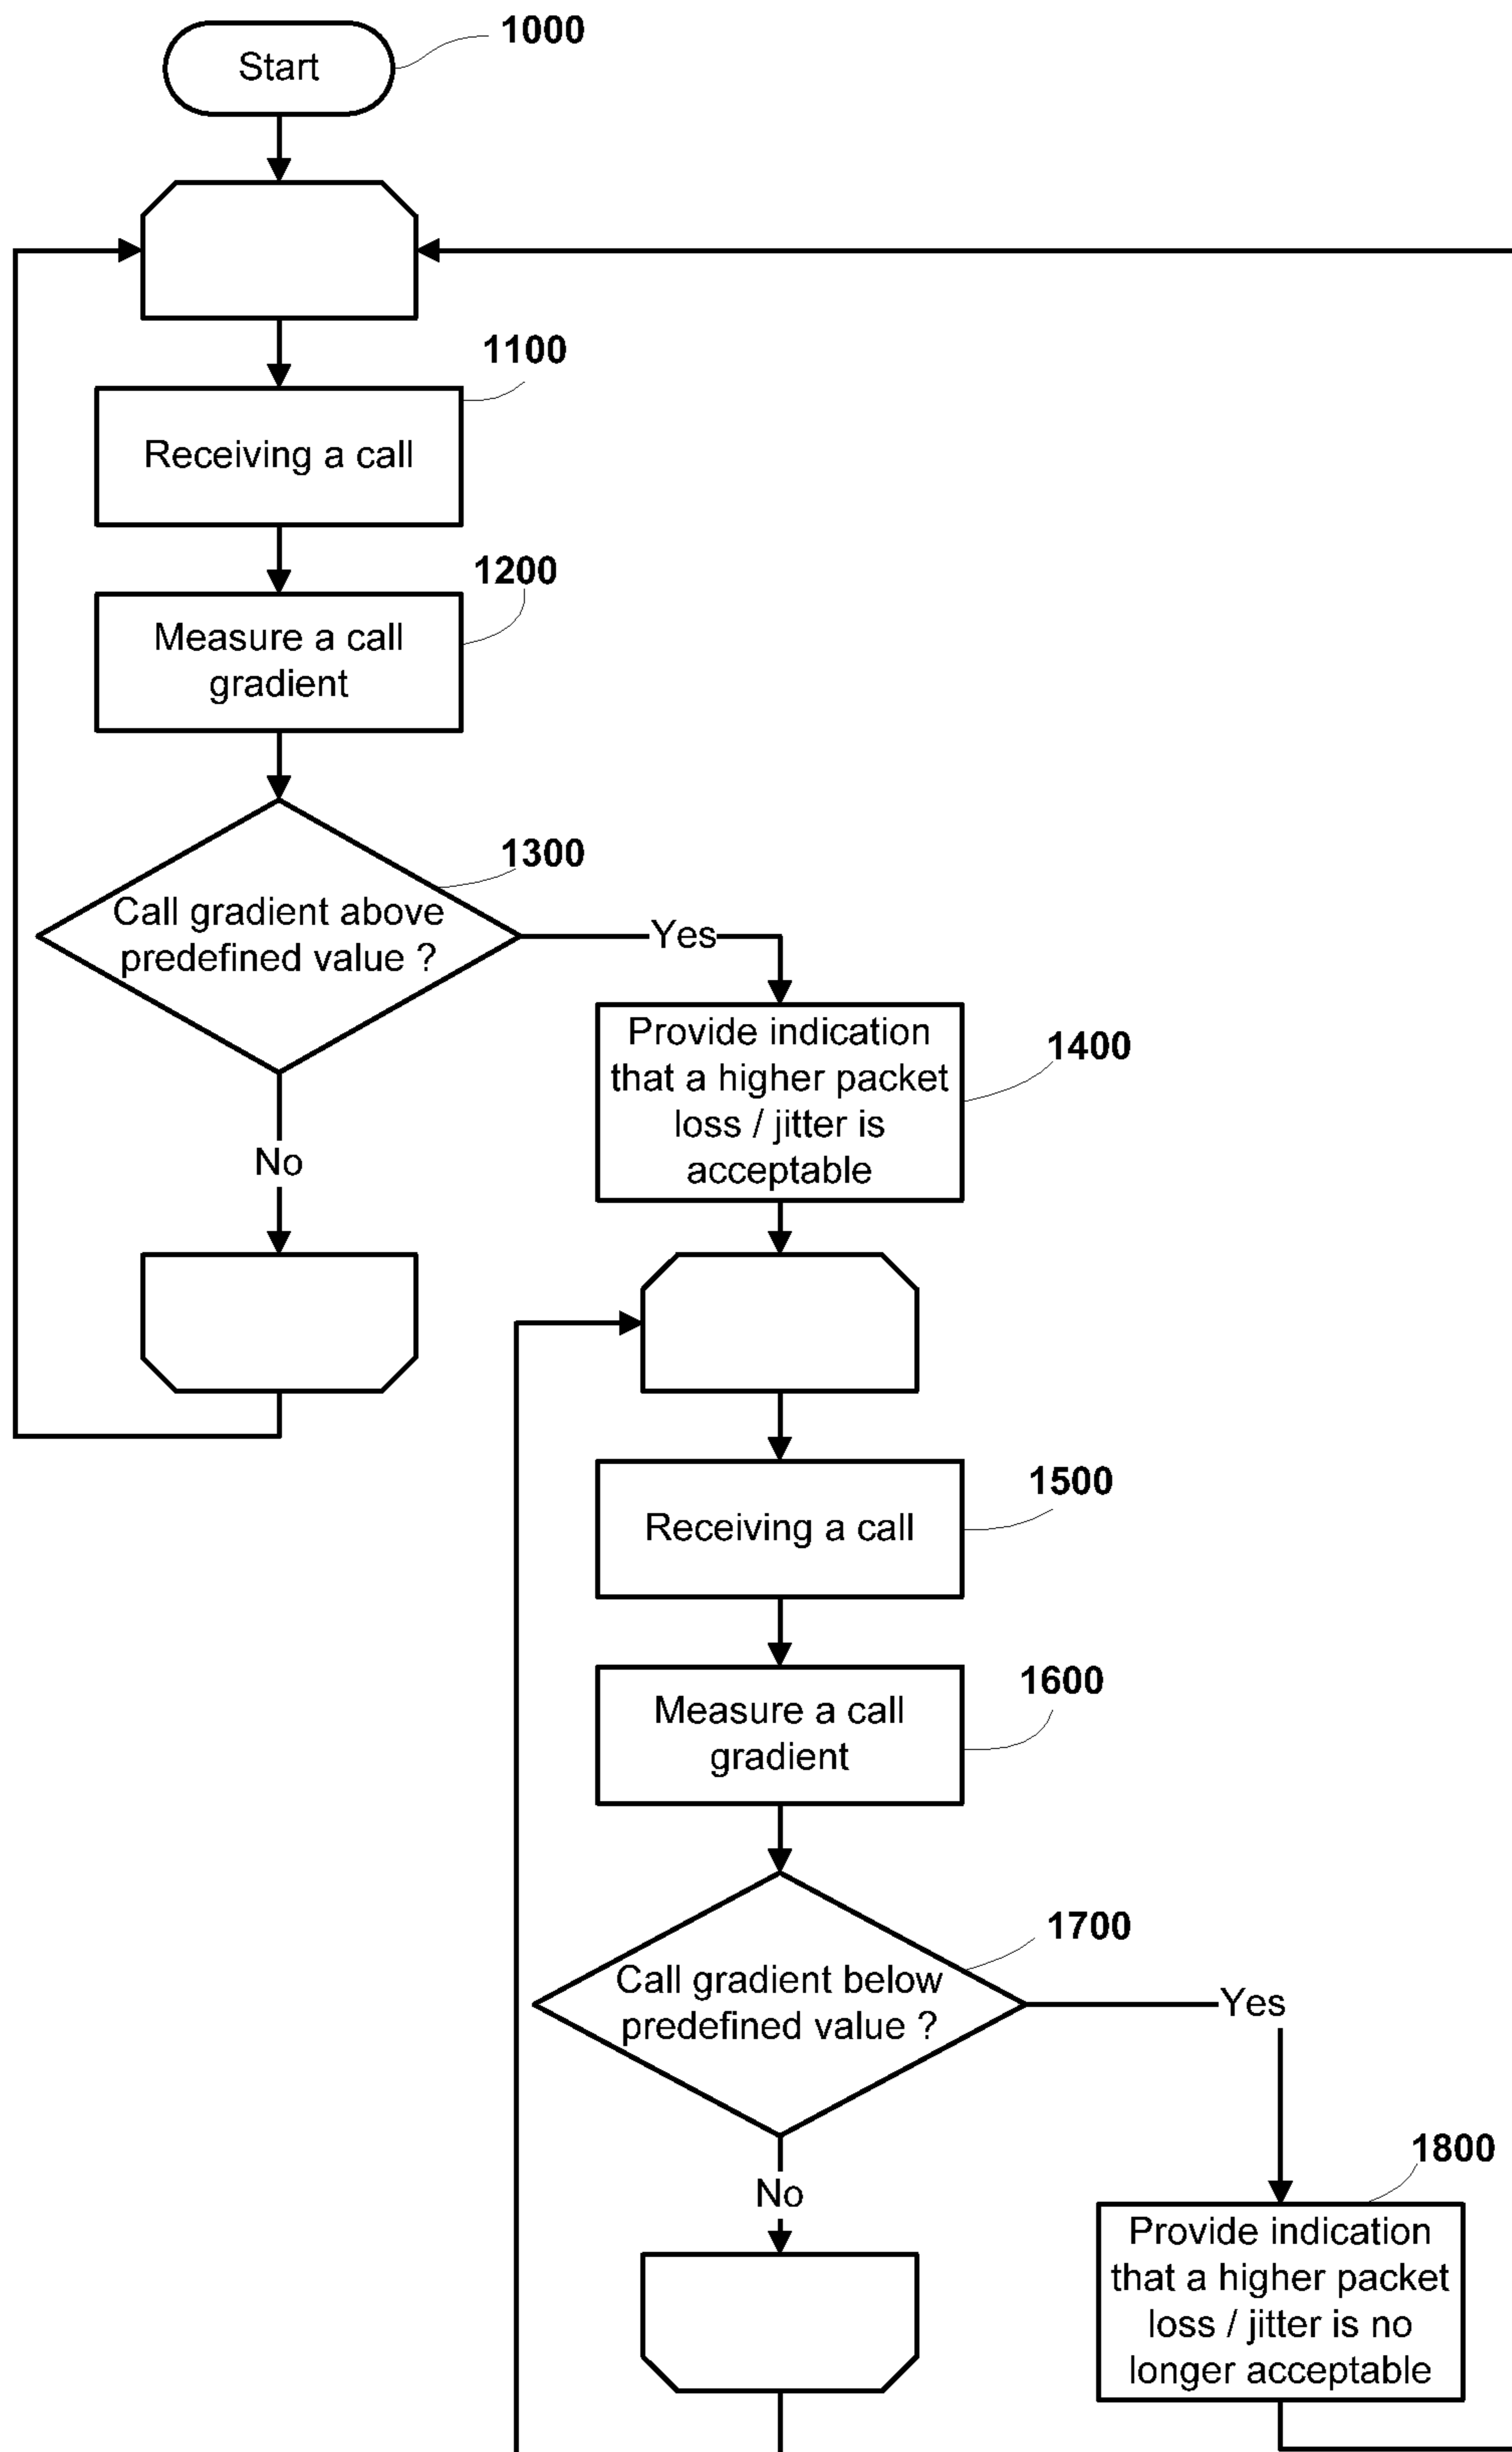 1000
Start
1100
Receiving a call
1200
Measure a call
gradient
1300
Call gradient above
predefined value ?
Yes
No
Provide indication
that a higher packet
loss / jitter is
acceptable
1400
1500
Receiving a call
1600
Measure a call
gradient
1700
Call gradient below
predefined value ?
Yes
No
1800
Provide indication
that a higher packet
loss / jitter is no
longer acceptable